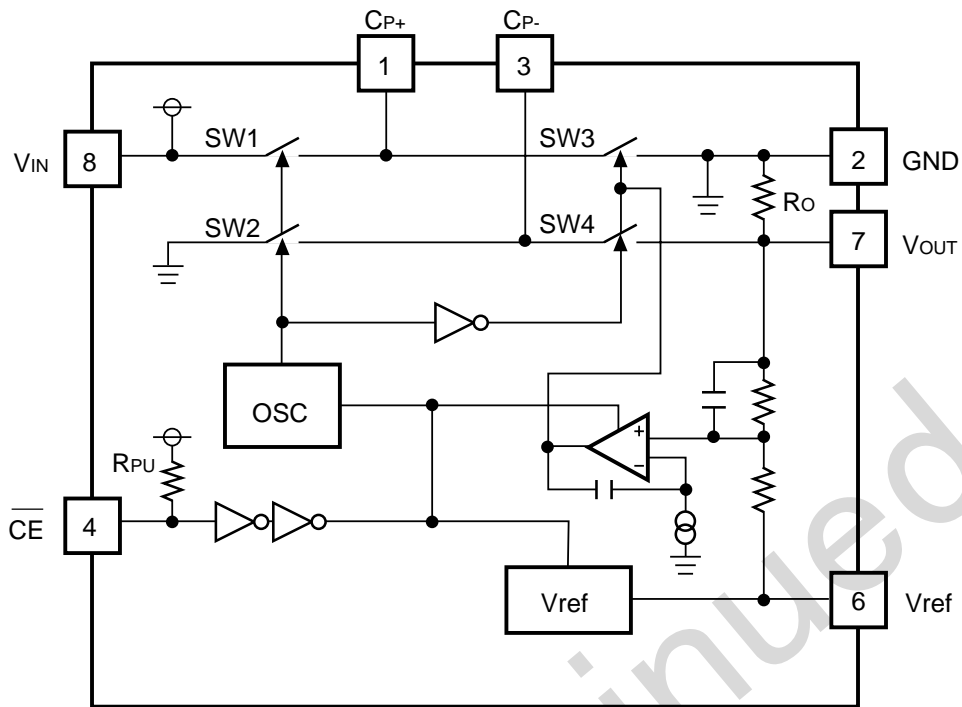 CP+ CP-
1 3
VIN 8 SW1 SW3 2 GND
RO
SW2 SW4 7 VOUT
OSC
+
−
RPU
CE 4
Vref 6 Vref
inued